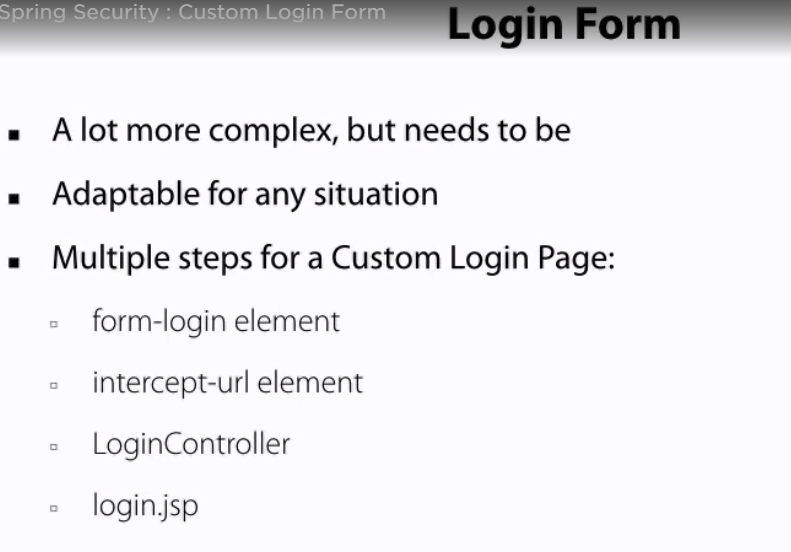 Spring Security : Custom Login Form
Login Form
A lot more complex, but needs to be
Adaptable for any situation
Multiple steps for a Custom Login Page:
form-login element
intercept-url element
LoginController
login.jsp